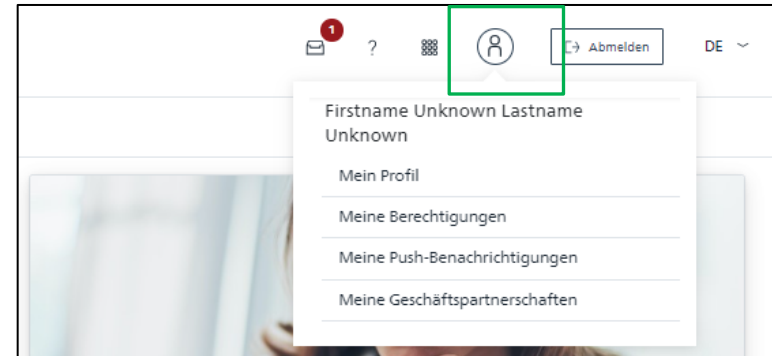 1
? Abmelden DE
Firstname Unknown Lastname
Unknown
Mein Profil
Meine Berechtigungen
Meine Push-Benachrichtigungen
Meine Geschäftspartnerschaften